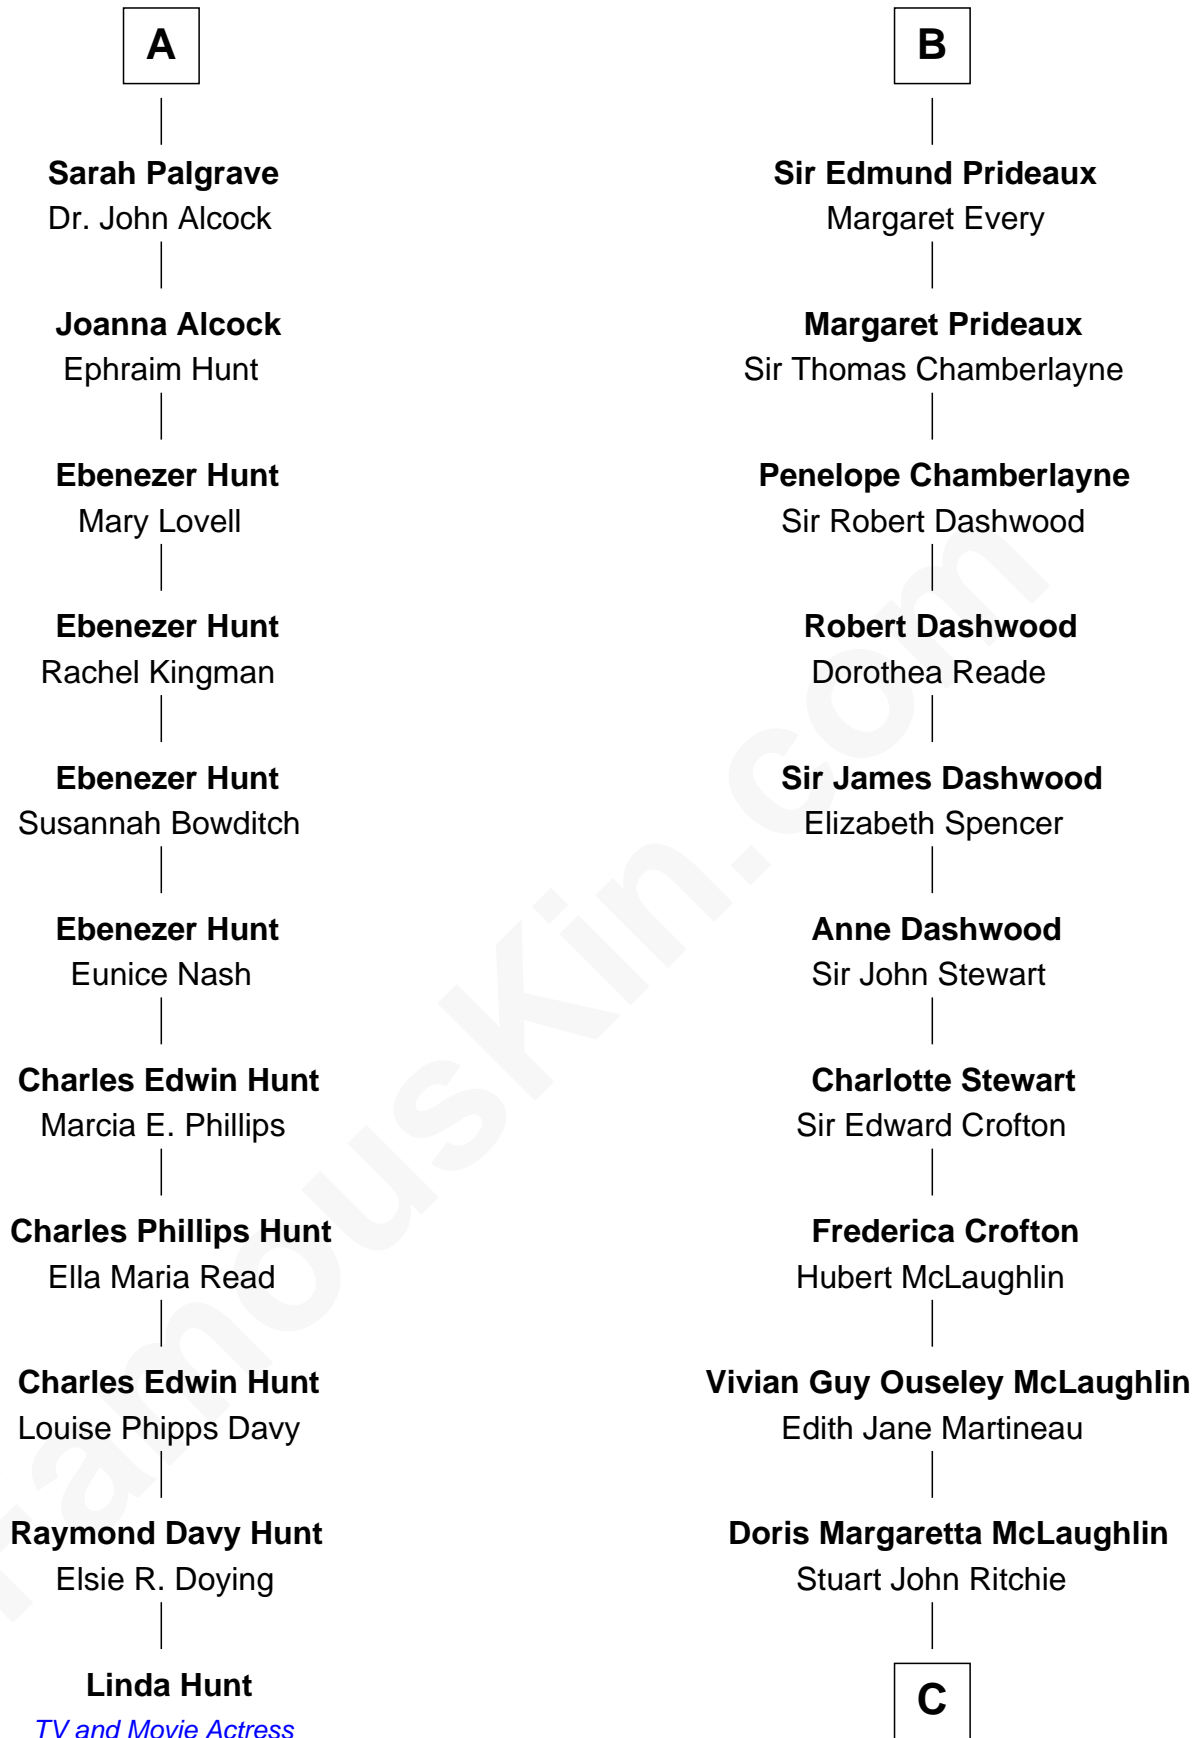 A
Sarah Palgrave
Dr. John Alcock
Joanna Alcock
Ephraim Hunt
Ebenezer Hunt
Mary Lovell
Ebenezer Hunt
Rachel Kingman
Ebenezer Hunt
Susannah Bowditch
Ebenezer Hunt
Eunice Nash
Charles Edwin Hunt
Marcia E. Phillips
Charles Phillips Hunt
Ella Maria Read
Charles Edwin Hunt
Louise Phipps Davy
Raymond Davy Hunt
Elsie R. Doying
Linda Hunt
TV and Movie Actress
B
Sir Edmund Prideaux
Margaret Every
Margaret Prideaux
Sir Thomas Chamberlayne
Penelope Chamberlayne
Sir Robert Dashwood
Robert Dashwood
Dorothea Reade
Sir James Dashwood
Elizabeth Spencer
Anne Dashwood
Sir John Stewart
Charlotte Stewart
Sir Edward Crofton
Frederica Crofton
Hubert McLaughlin
Vivian Guy Ouseley McLaughlin
Edith Jane Martineau
Doris Margaretta McLaughlin
Stuart John Ritchie
C
FamousKin.com